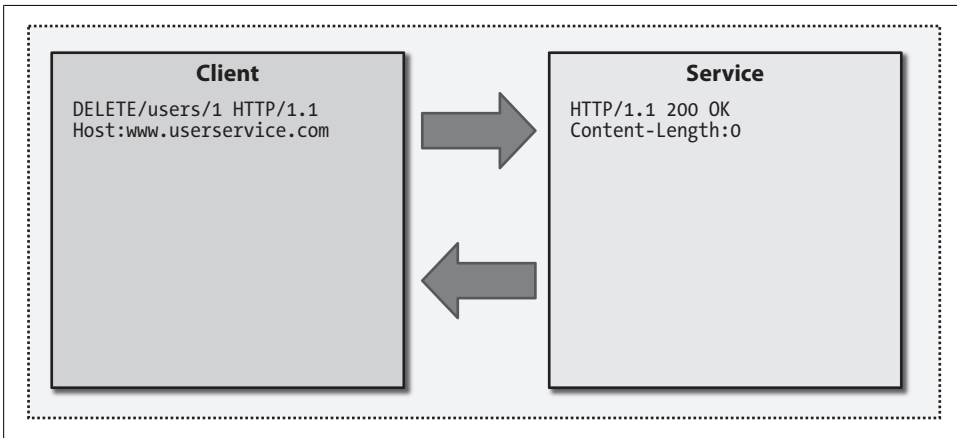 Client
DELETE/users/1 HTTP/1.1
Host:www.userservice.com
Service
HTTP/1.1 200 OK
Content-Length:0